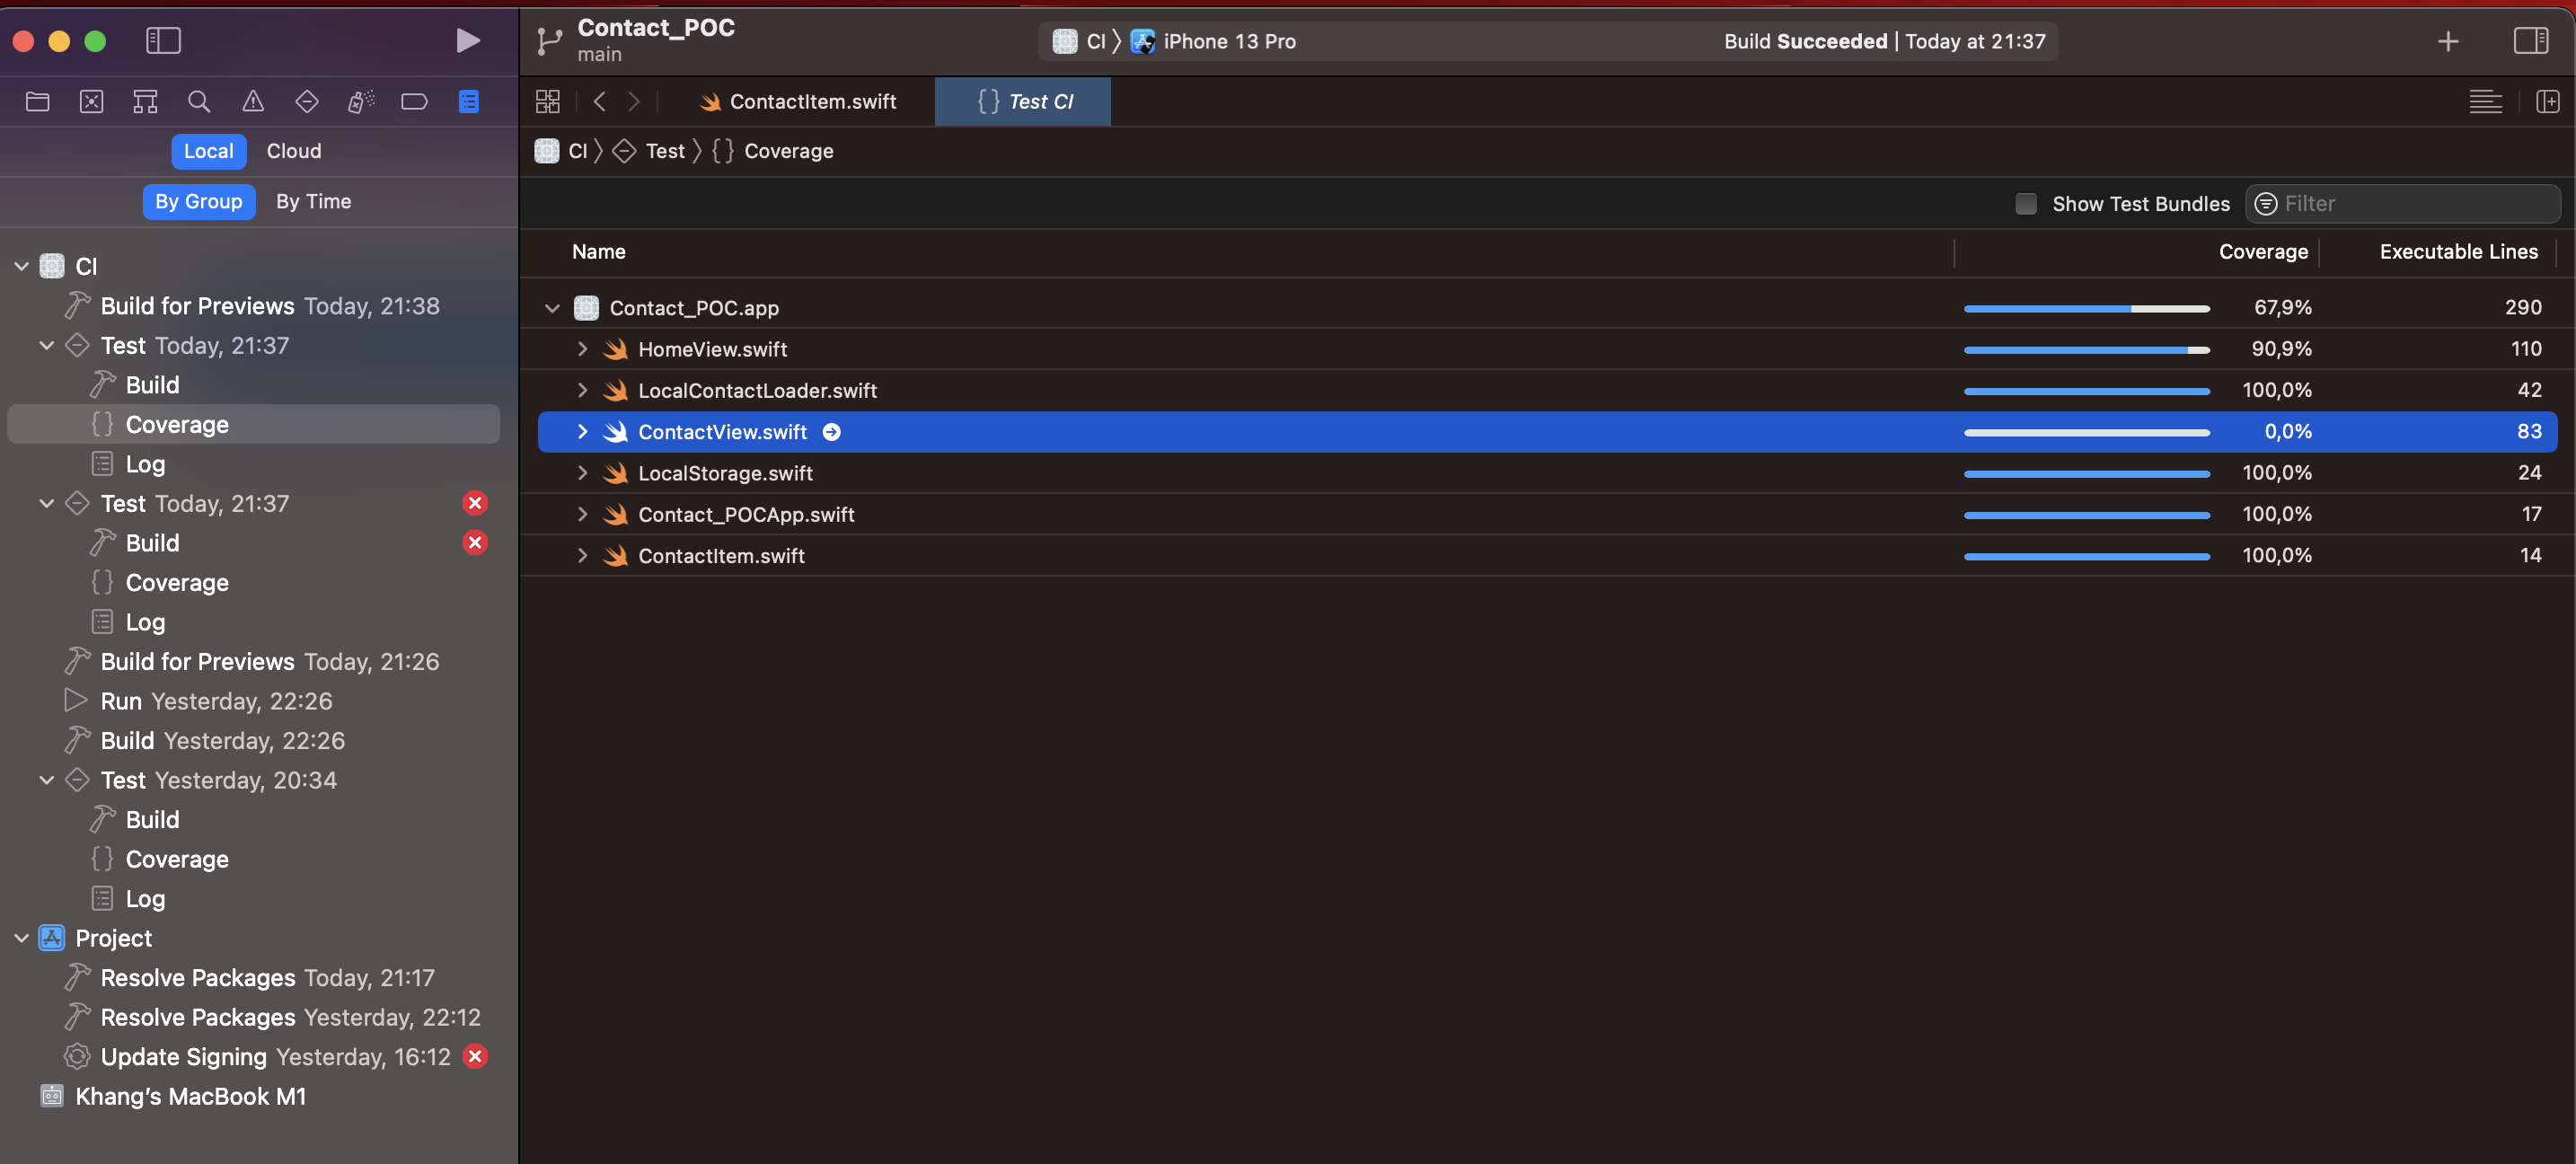 Contact_POC
main
CI
iPhone 13 Pro
Build Succeeded | Today at 21:37
ContactItem.swift
Test CI
Local
Cloud
CI
Test
Coverage
By Group
By Time
Show Test Bundles
Filter
Name
Coverage
Executable Lines
CI
Build for Previews Today, 21:38
Test Today, 21:37
Build
Coverage
Log
Test Today, 21:37
Build
Coverage
Log
Build for Previews Today, 21:26
Run Yesterday, 22:26
Build Yesterday, 22:26
Test Yesterday, 20:34
Build
Coverage
Log
Project
Resolve Packages Today, 21:17
Resolve Packages Yesterday, 22:12
Update Signing Yesterday, 16:12
Khang’s MacBook M1
Contact_POC.app 67,9% 290
HomeView.swift 90,9% 110
LocalContactLoader.swift 100,0% 42
ContactView.swift 0,0% 83
LocalStorage.swift 100,0% 24
Contact_POCApp.swift 100,0% 17
ContactItem.swift 100,0% 14